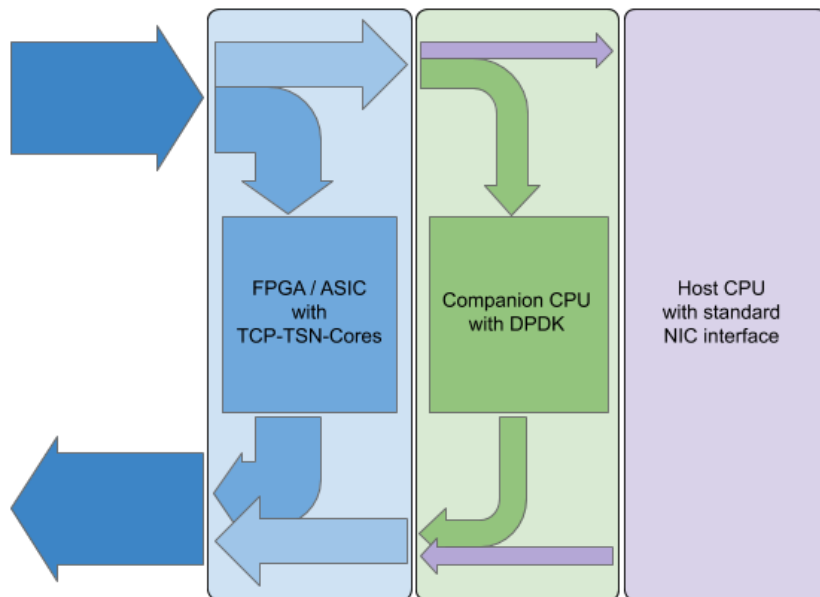 FPGA / ASIC
with
TCP-TSN-Cores
Companion CPU
with DPDK
Host CPU
with standard
NIC interface